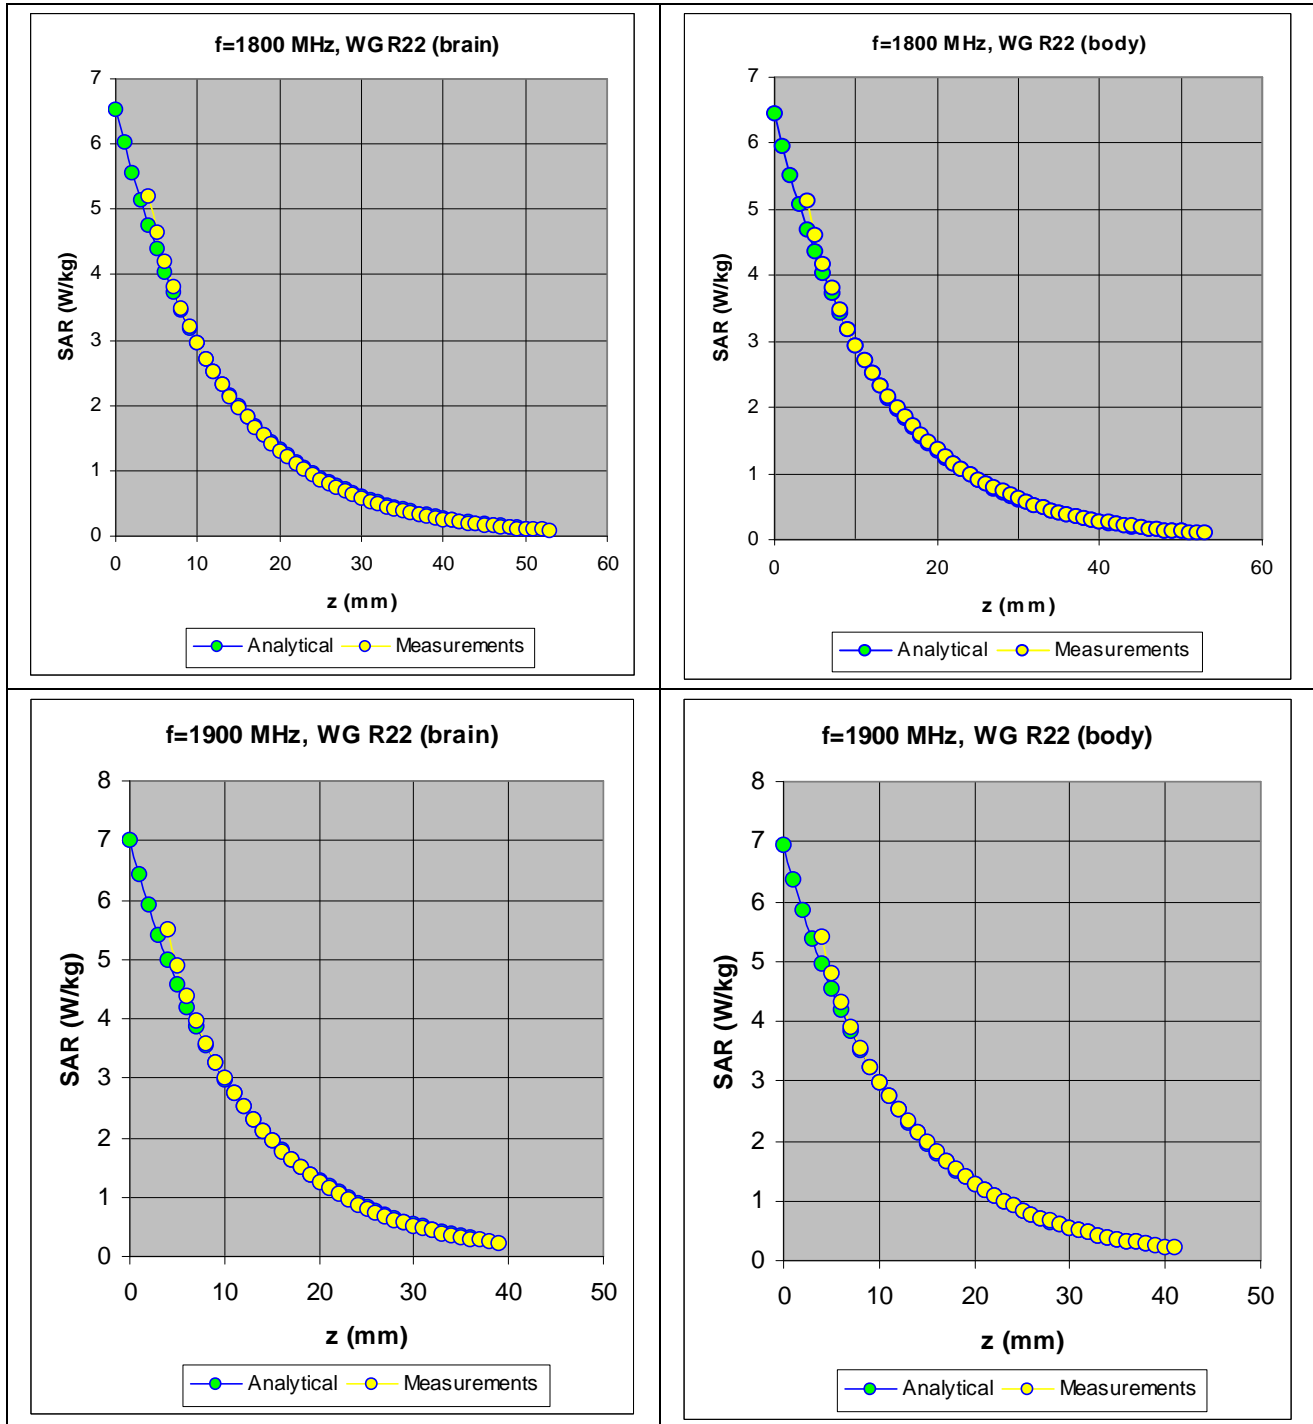 f=1800 MHz, WG R22 (brain)
7
6
5
4
3
2
1
0
SAR (W/kg)
0 10 20 30 40 50 60
z (mm)
Analytical Measurements
f=1800 MHz, WG R22 (body)
7
6
5
4
3
2
1
0
SAR (W/kg)
0 20 40 60
z (mm)
Analytical Measurements
f=1900 MHz, WG R22 (brain)
8
7
6
5
4
3
2
1
0
SAR (W/kg)
0 10 20 30 40 50
z (mm)
Analytical Measurements
f=1900 MHz, WG R22 (body)
8
7
6
5
4
3
2
1
0
SAR (W/kg)
0 10 20 30 40 50
z (mm)
Analytical Measurements